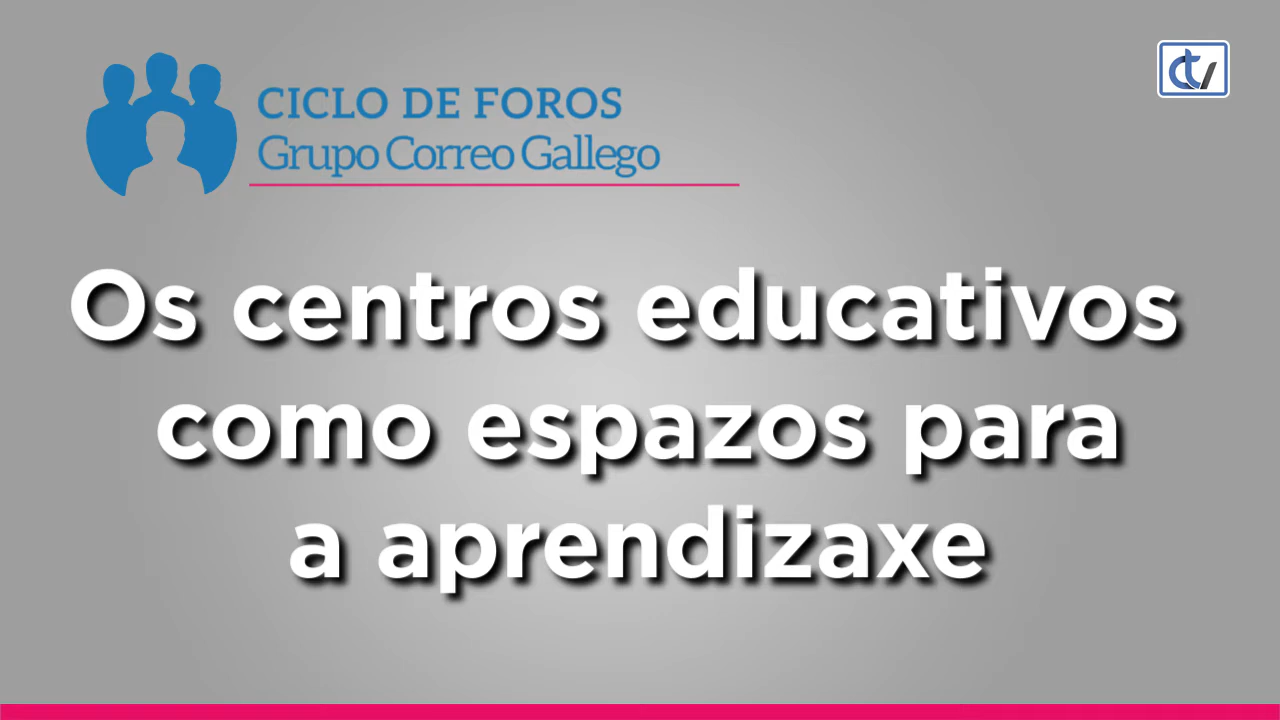 CICLO DE FOROS
Grupo Correo Gallego
Os centros educativos
como espazos para
a aprendizaxe